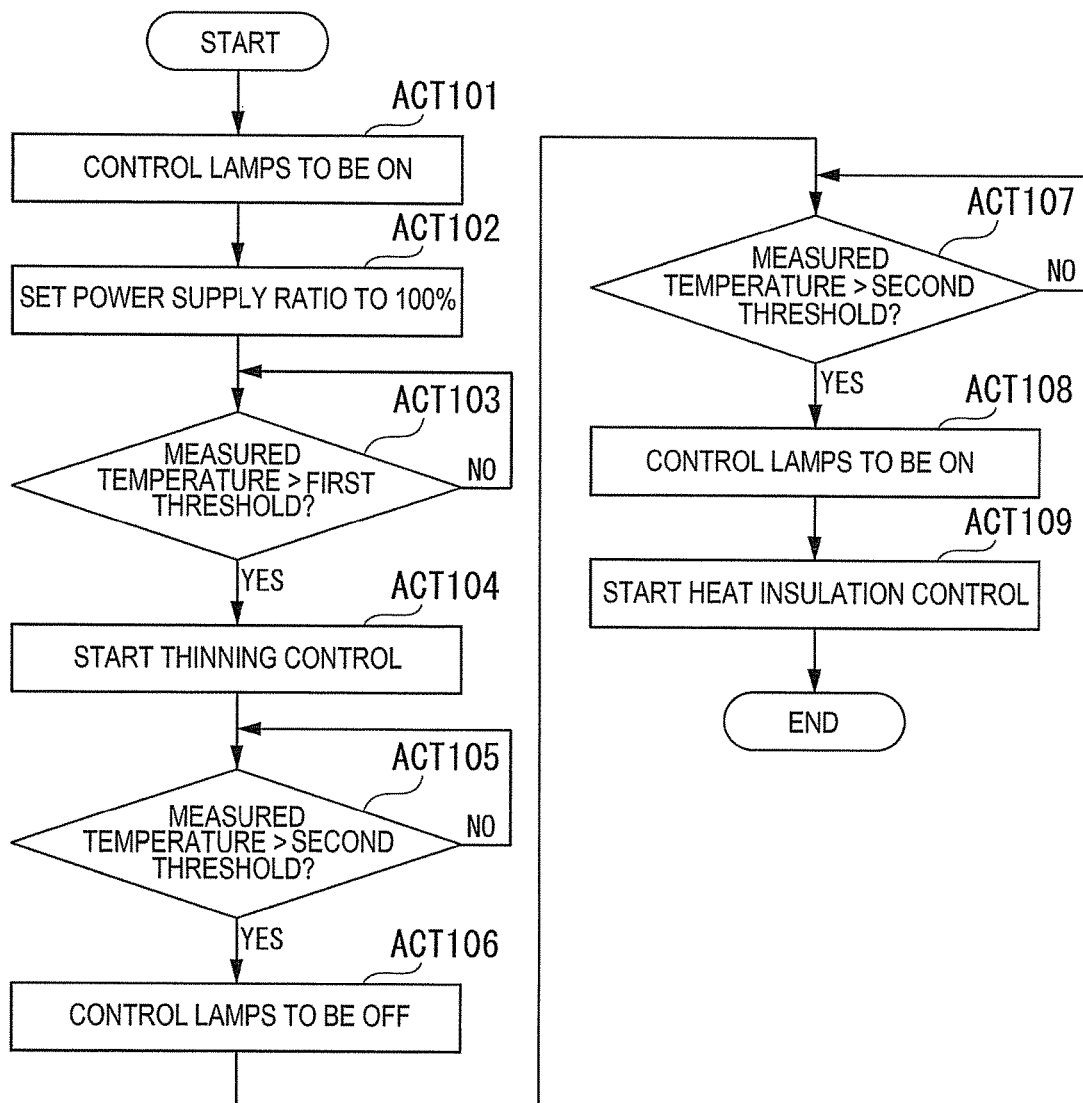 START
ACT101
CONTROL LAMPS TO BE ON
ACT102
SET POWER SUPPLY RATIO TO 100%
ACT103
MEASURED
TEMPERATURE > FIRST
THRESHOLD?
NO
YES
ACT104
START THINNING CONTROL
ACT105
MEASURED
TEMPERATURE > SECOND
THRESHOLD?
NO
YES
ACT106
CONTROL LAMPS TO BE OFF
ACT107
MEASURED
TEMPERATURE > SECOND
THRESHOLD?
NO
YES
ACT108
CONTROL LAMPS TO BE ON
ACT109
START HEAT INSULATION CONTROL
END